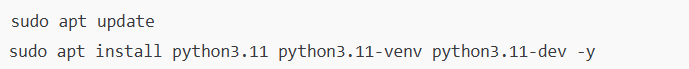 sudo apt update
sudo apt install python3.11 python3.11-venv python3.11-dev -y